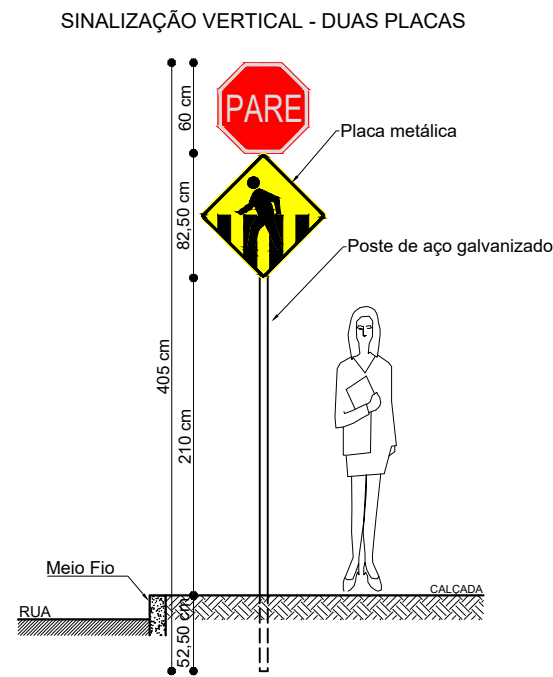 SINALIZAÇÃO VERTICAL - DUAS PLACAS
60 cm
PARE
Placa metálica
82,50 cm
Poste de aço galvanizado
405 cm
210 cm
Meio Fio
CALÇADA
RUA
52,50 cm